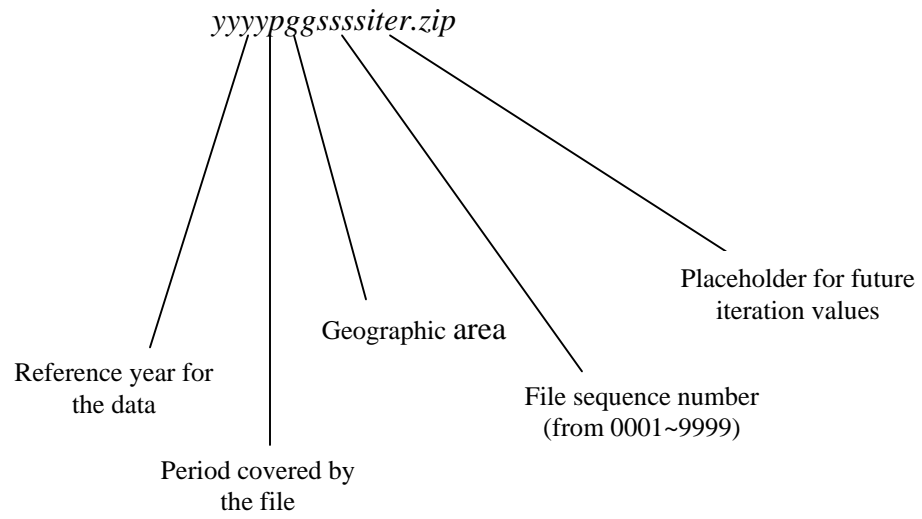 yyyypggssssiter.zip
Placeholder for future
iteration values
Geographic area
Reference year for
the data
File sequence number
(from 0001~9999)
Period covered by
the file